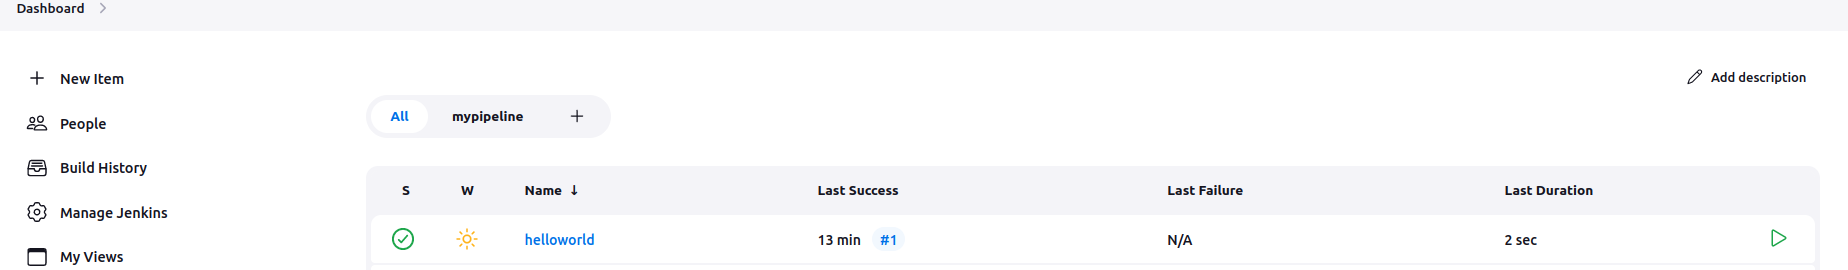 Dashboard
New Item
People
Build History
Manage Jenkins
My Views
Add description
All mypipeline
S W Name ↓ Last Success Last Failure Last Duration
helloworld 13 min #1 N/A 2 sec